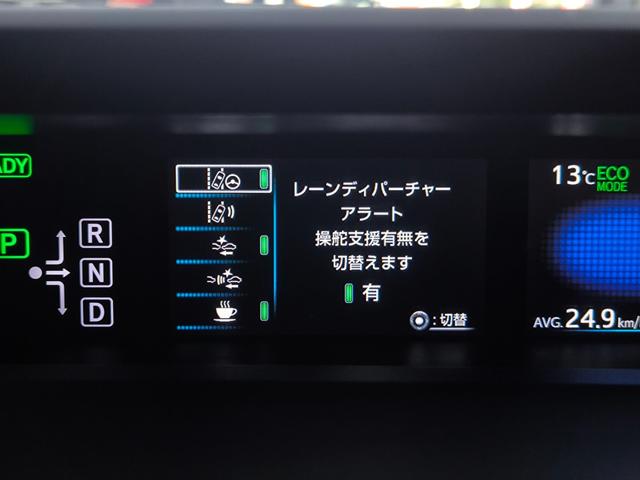 ADY
P
R
N
D
レーンディパーチャー
アラート
操舵支援有無を
切替えます
有
:切替
13℃
ECO
MODE
AVG. 24.9 km/